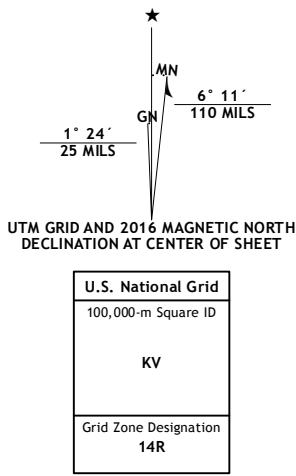 ★
MN
GN
6° 11´
110 MILS
1° 24´
25 MILS
UTM GRID AND 2016 MAGNETIC NORTH
DECLINATION AT CENTER OF SHEET
U.S. National Grid
100,000-m Square ID
KV
Grid Zone Designation
14R